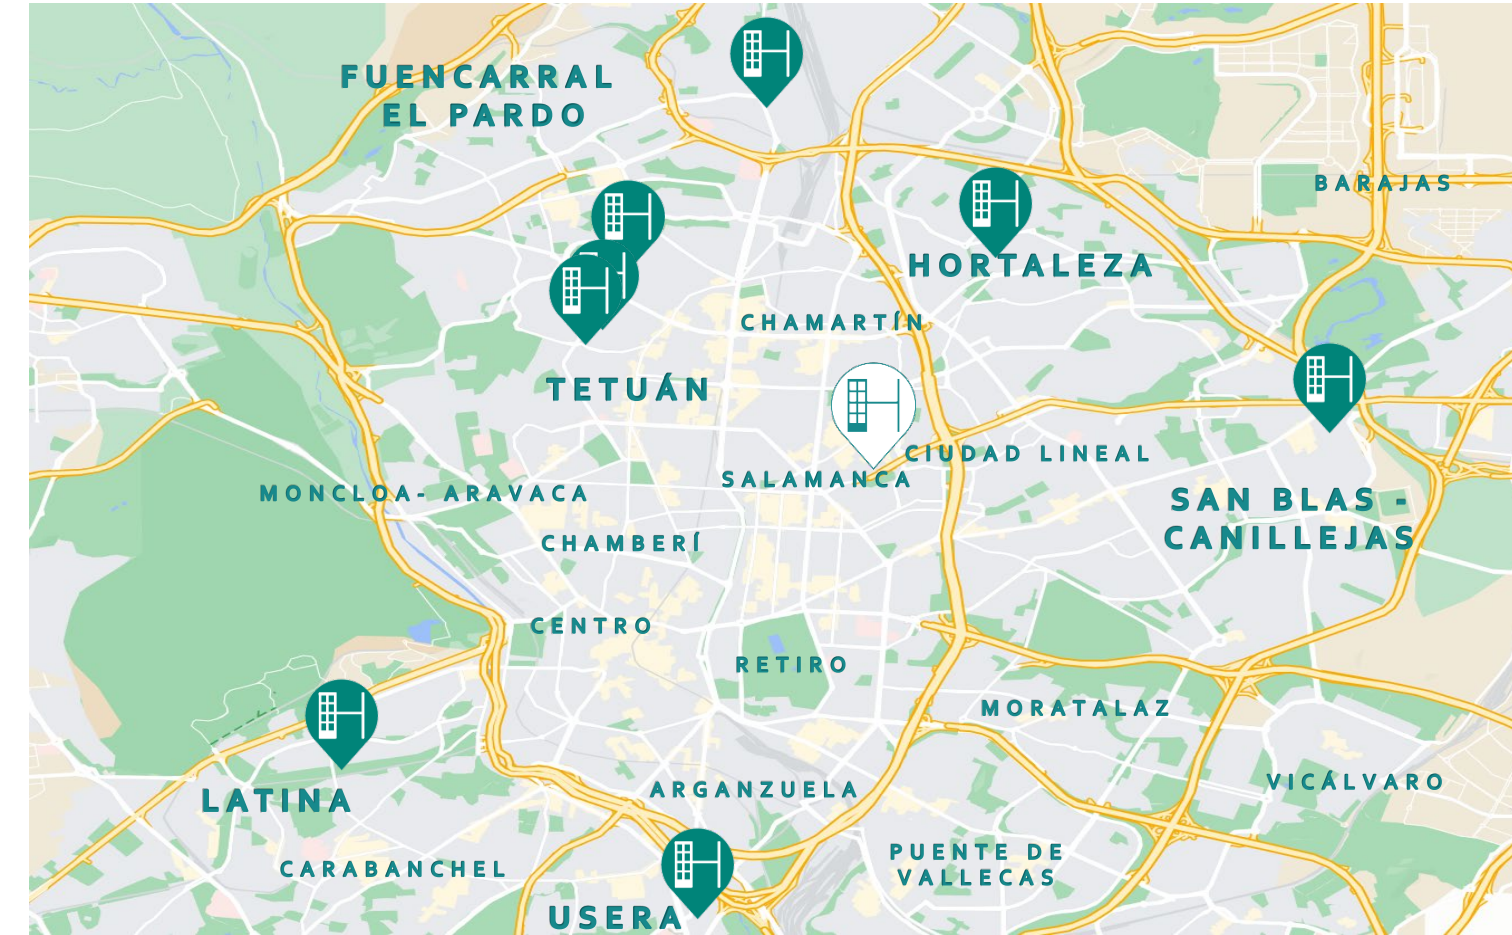 FUENCARRAL
EL PARDO
BARAJAS
HORTALEZA
CHAMARTÍN
TETUÁN
CIUDAD LINEAL
SALAMANCA
MONCLOA- ARAVACA
SAN BLAS -
CANILLEJAS
CHAMBERÍ
CENTRO
RETIRO
MORATALAZ
VICÁLVARO
ARGANZUELA
LATINA
PUENTE DE
VALLECAS
CARABANCHEL
USERA